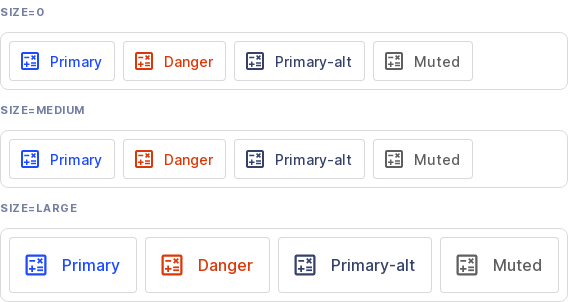 SIZE=0
Primary Danger Primary-alt Muted
SIZE=MEDIUM
Primary Danger Primary-alt Muted
SIZE=LARGE
Primary Danger Primary-alt Muted